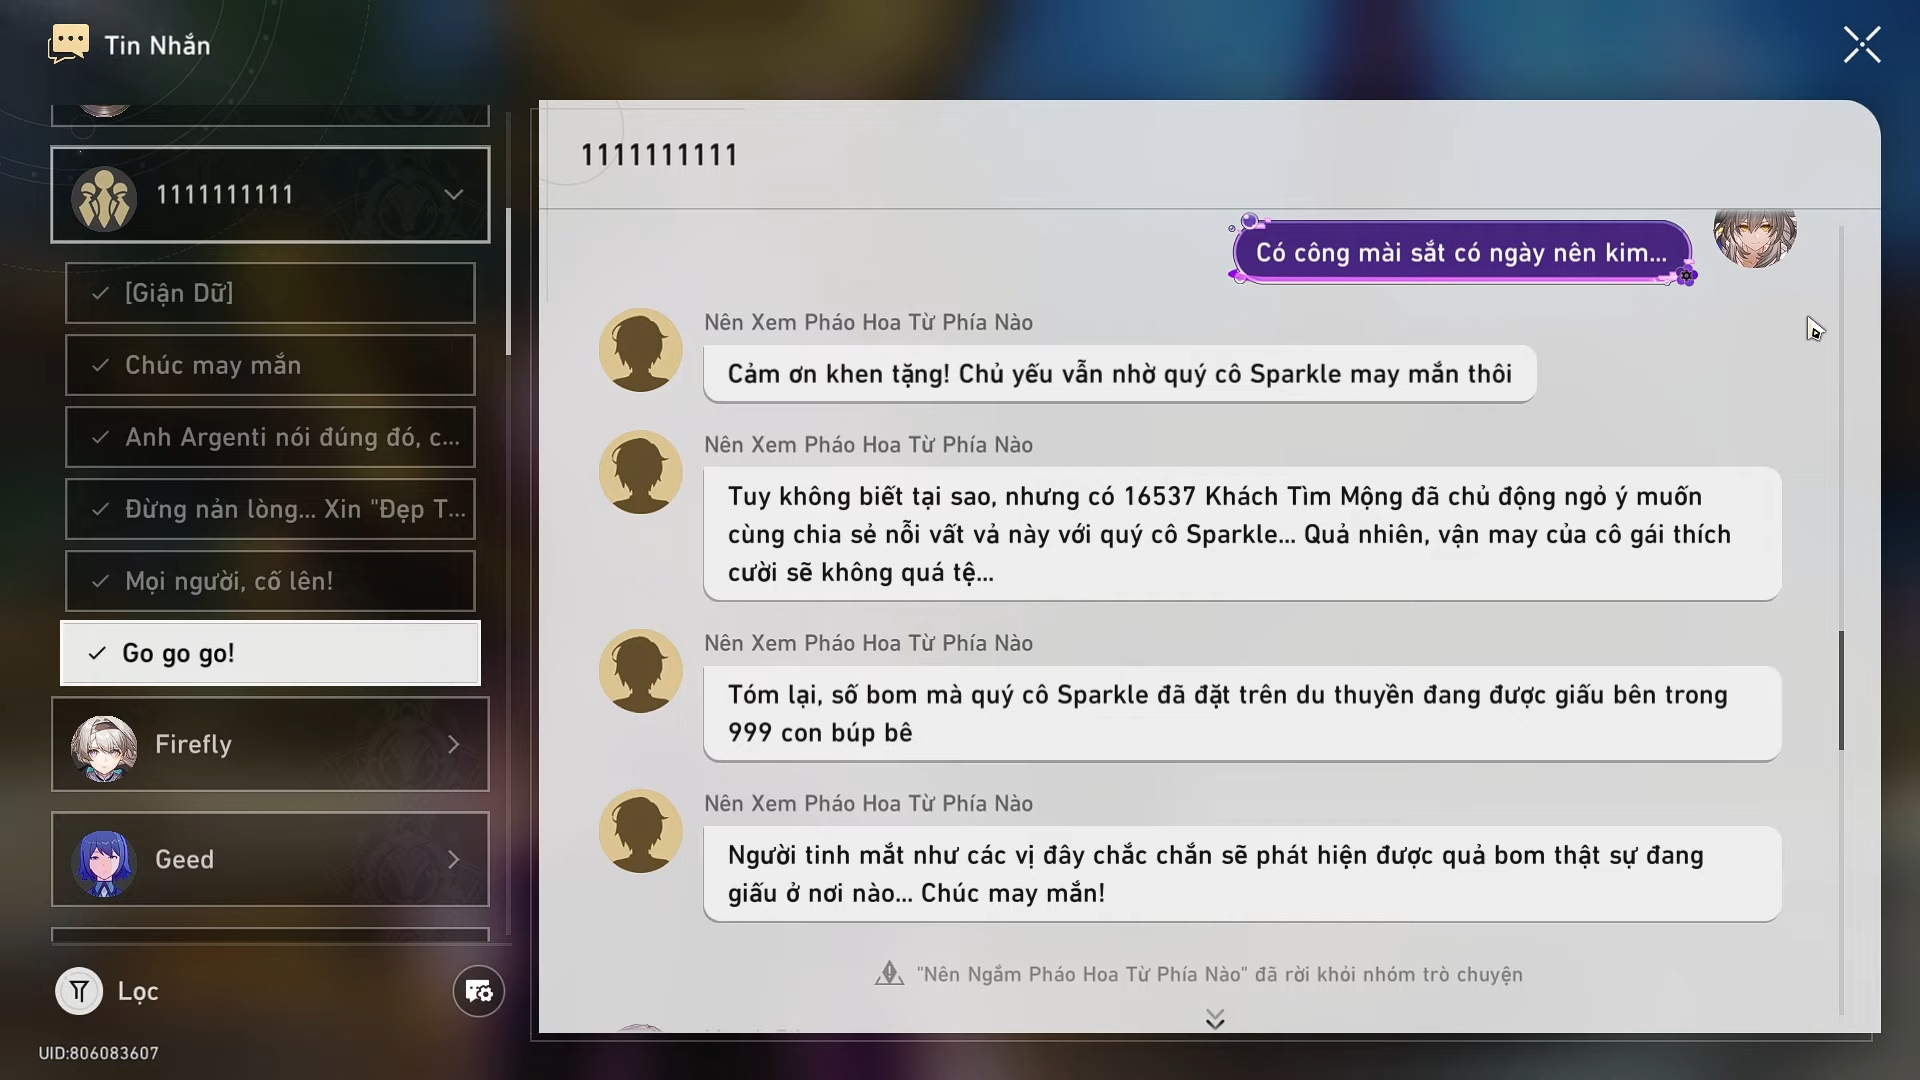 Tin Nhắn
1111111111
[Giận Dữ]
Chúc may mắn
Anh Argenti nói đúng đó, c...
Đừng nản lòng... Xin "Đẹp T...
Mọi người, cố lên!
Go go go!
Firefly
Geed
Lọc
UID:806083607
1111111111
Có công mài sắt có ngày nên kim...
Nên Xem Pháo Hoa Từ Phía Nào
Cảm ơn khen tặng! Chủ yếu vẫn nhờ quý cô Sparkle may mắn thôi
Nên Xem Pháo Hoa Từ Phía Nào
Tuy không biết tại sao, nhưng có 16537 Khách Tìm Mộng đã chủ động ngỏ ý muốn
cùng chia sẻ nỗi vất vả này với quý cô Sparkle... Quả nhiên, vận may của cô gái thích
cười sẽ không quá tệ...
Nên Xem Pháo Hoa Từ Phía Nào
Tóm lại, số bom mà quý cô Sparkle đã đặt trên du thuyền đang được giấu bên trong
999 con búp bê
Nên Xem Pháo Hoa Từ Phía Nào
Người tinh mắt như các vị đây chắc chắn sẽ phát hiện được quả bom thật sự đang
giấu ở nơi nào... Chúc may mắn!
"Nên Ngắm Pháo Hoa Từ Phía Nào" đã rời khỏi nhóm trò chuyện